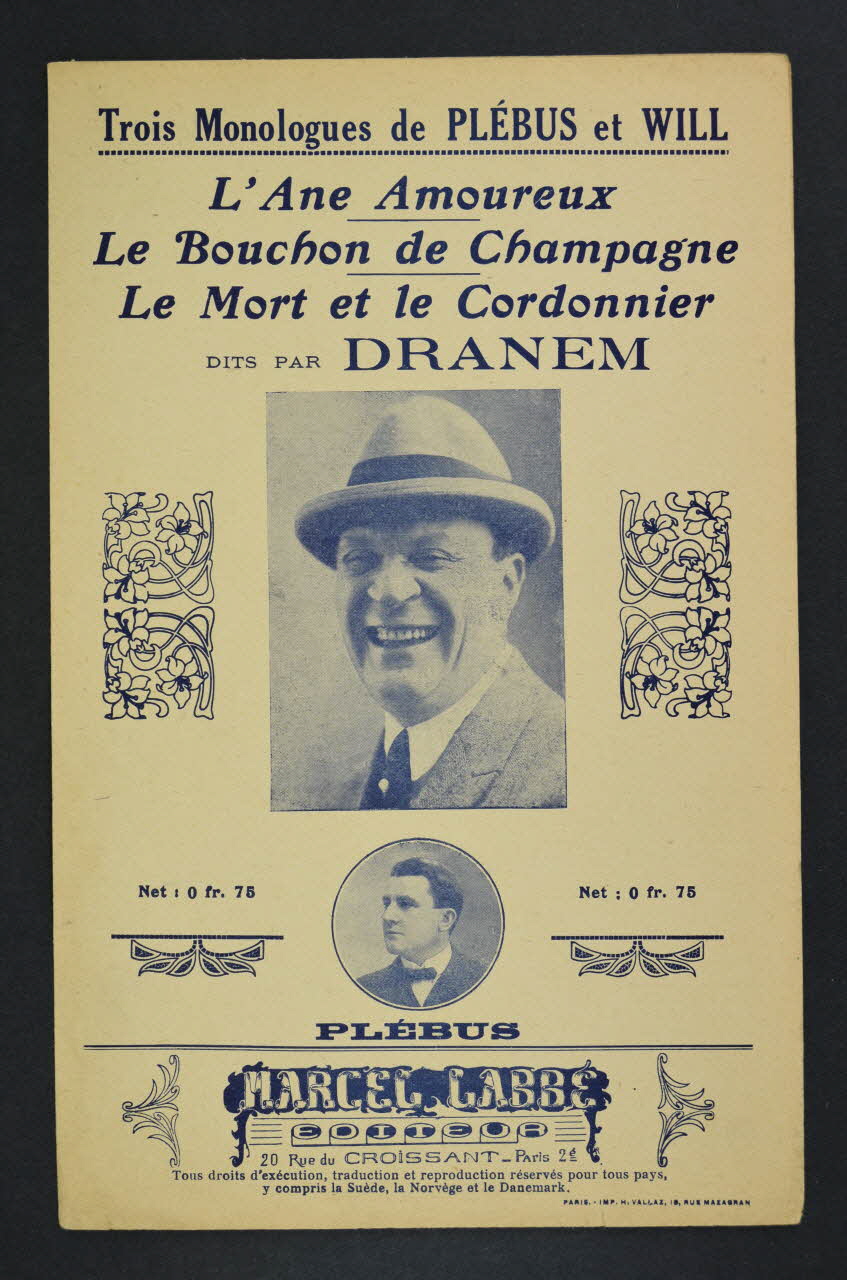 Trois Monologues de PLÉBUS et WILL
L'Ane Amoureux
Le Bouchon de Champagne
Le Mort et le Cordonnier
DITS PAR DRANEM
Net : 0 fr. 75
Net : 0 fr. 75
PLÉBUS
MARCEL LABBÉ
EDITEUR
20 Rue du CROISSANT - Paris 2e
Tous droits d'exécution, traduction et reproduction réservés pour tous pays,
y compris la Suède, la Norvège et le Danemark.
PARIS. - IMP. H. VALLAZ, 18, RUE MAZAGRAN